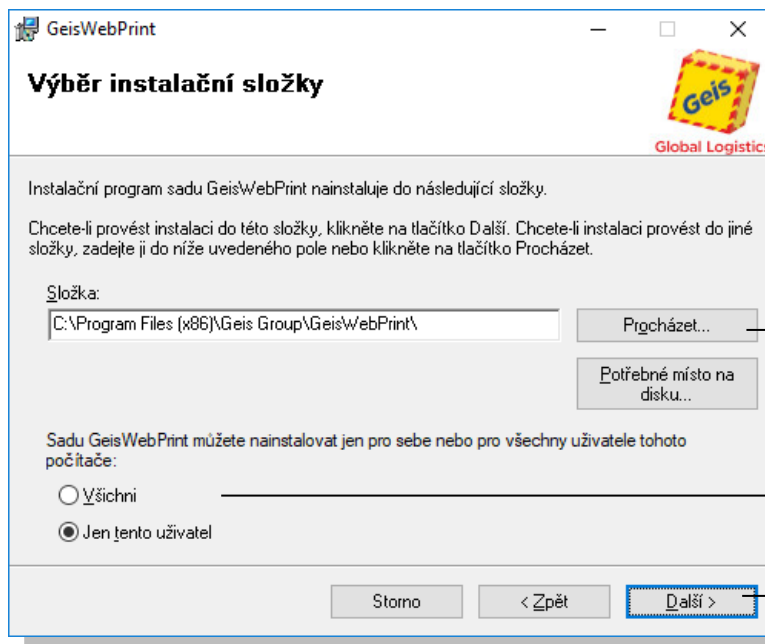 GeisWebPrint
Výběr instalační složky
Geis
Global Logistics
Instalační program sadu GeisWebPrint nainstaluje do následující složky.
Chcete-li provést instalaci do této složky, klikněte na tlačítko Další. Chcete-li instalaci provést do jiné
složky, zadejte ji do níže uvedeného pole nebo klikněte na tlačítko Procházet.
Složka:
C:\Program Files (x86)\Geis Group\GeisWebPrint\
Procházet...
Potřebné místo na
disku...
Sadu GeisWebPrint můžete nainstalovat jen pro sebe nebo pro všechny uživatele tohoto
počítače:
Všichni
Jen tento uživatel
Storno
< Zpět
Další >